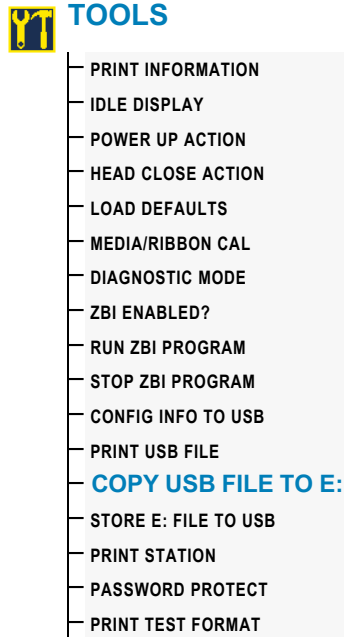 TOOLS
PRINT INFORMATION
IDLE DISPLAY
POWER UP ACTION
HEAD CLOSE ACTION
LOAD DEFAULTS
MEDIA/RIBBON CAL
DIAGNOSTIC MODE
ZBI ENABLED?
RUN ZBI PROGRAM
STOP ZBI PROGRAM
CONFIG INFO TO USB
PRINT USB FILE
COPY USB FILE TO E:
STORE E: FILE TO USB
PRINT STATION
PASSWORD PROTECT
PRINT TEST FORMAT